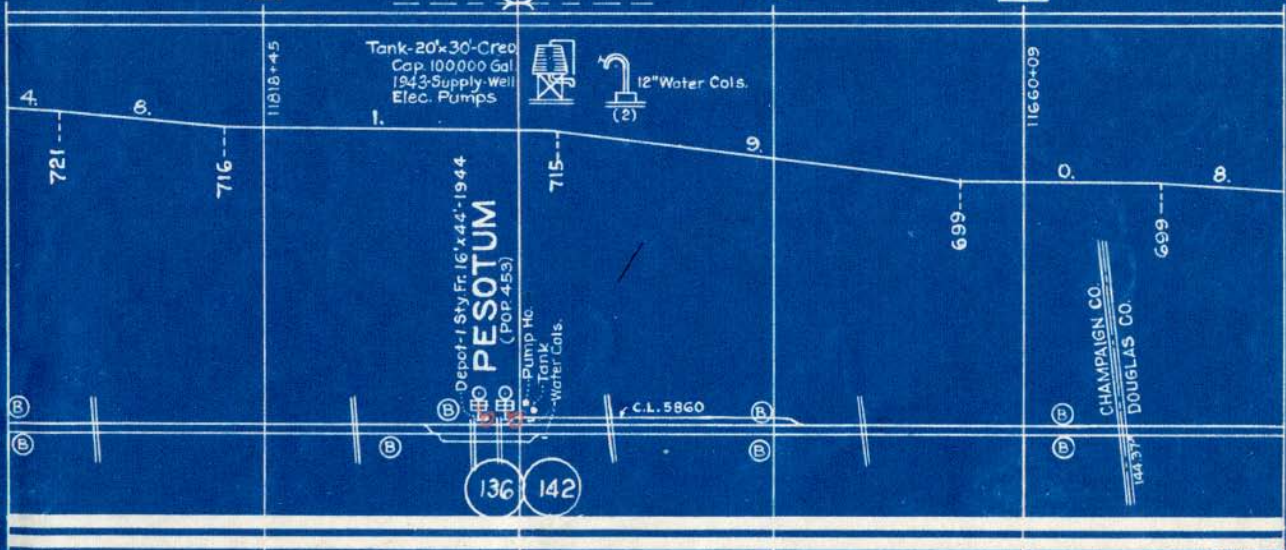 Tank-20'x30'-Creo
Cap. 100,000 Gal.
1943-Supply-Well
Elec. Pumps
12" Water Cols.
(2)
11818+45
11660+09
4.
8.
1.
9.
0.
8.
721
716
715
699
699
Depot-1 Sty. Fr. 16'x44'-1944
PESOTUM
(POP. 453)
Pump Ho.
Tank
Water Cols.
C.L. 5860
CHAMPAIGN CO.
DOUGLAS CO.
144.37
B
B
B
B
B
B
B
B
136
142